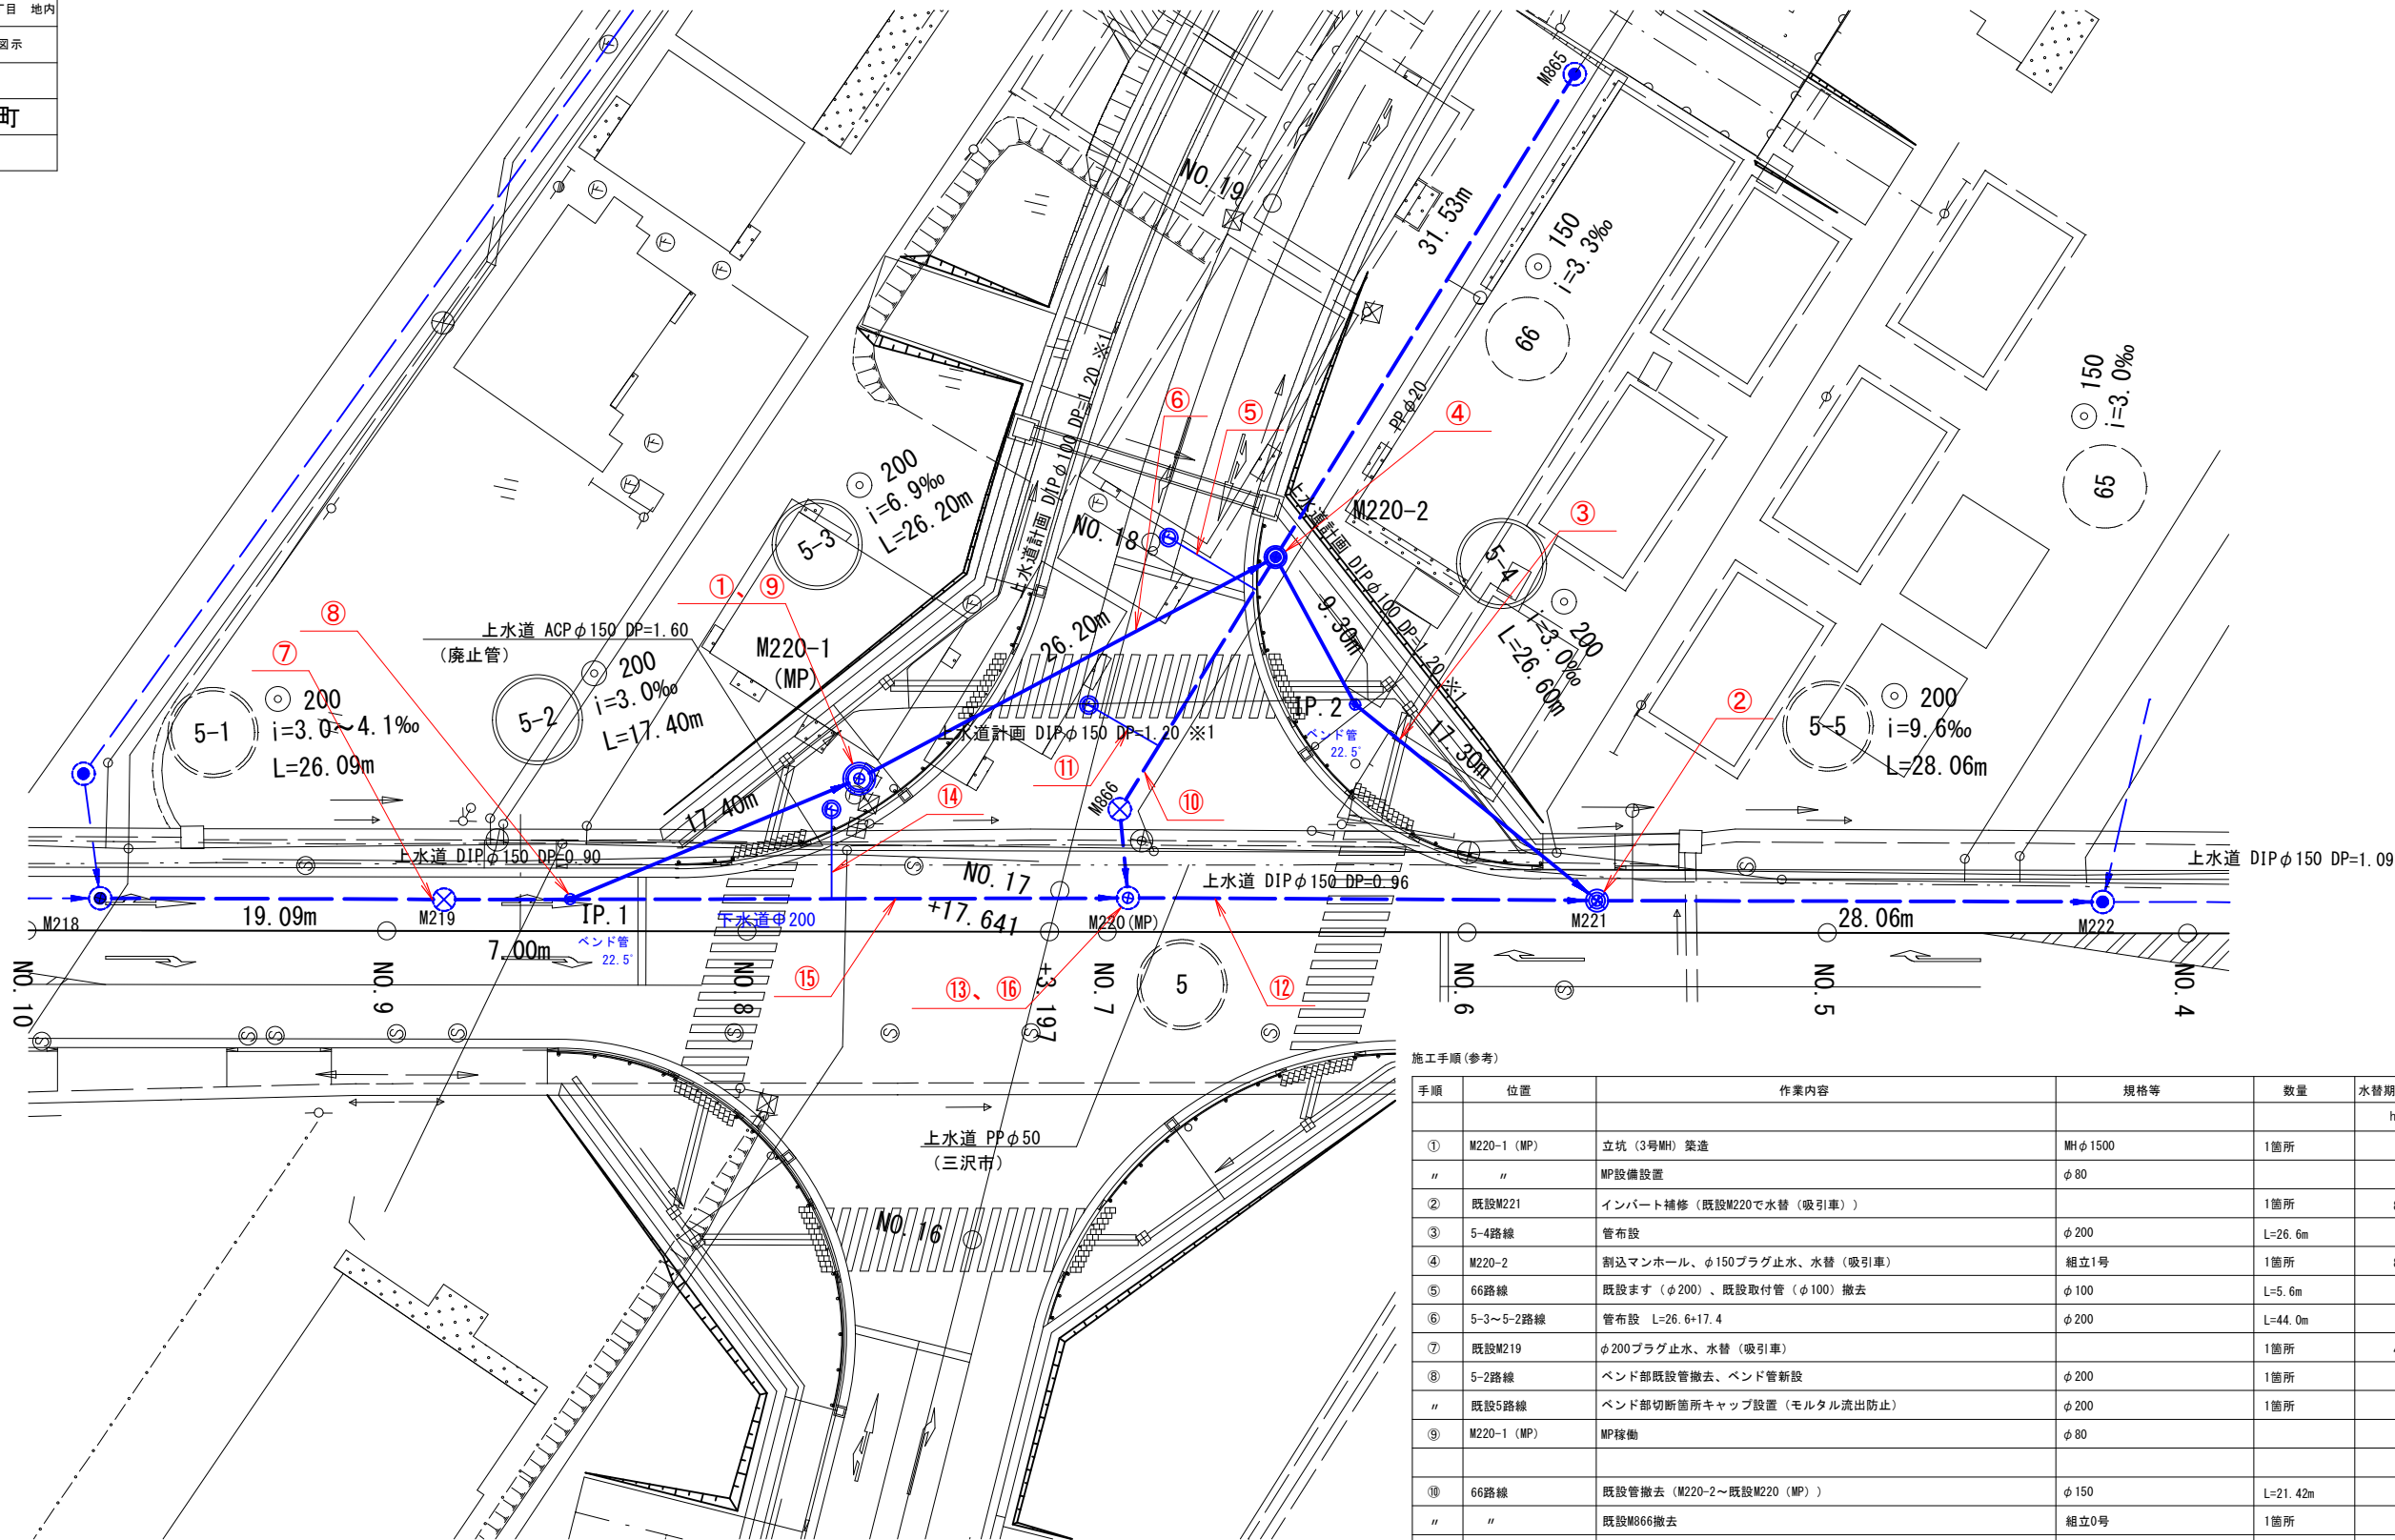 丁目 地内
図示
町
M865
NO. 19
31.53m
150
i=3.3‰
66
150
i=3.0‰
65
PPφ20
⑥
⑤
④
③
200
i=6.9‰
L=26.20m
5-3
上水道計画 DIPφ100 DP=1.20 ※1
NO. 18
上水道計画 DIPφ100 DP=1.20 ※1
M220-2
5-4
200
i=3.0‰
L=26.60m
①、⑨
⑧
⑦
上水道 ACPφ150 DP=1.60
(廃止管)
M220-1
(MP)
26.20m
9.30m
5-1
200
i=3.0～4.1‰
L=26.09m
5-2
200
i=3.0‰
L=17.40m
上水道計画 DIPφ150 DP=1.20 ※1
IP.2
ベンド管
22.5°
17.30m
②
5-5
200
i=9.6‰
L=28.06m
17.40m
⑪
⑭
M866
⑩
上水道 DIPφ150 DP=0.90
NO. 17
+17.641
上水道 DIPφ150 DP=0.96
上水道 DIPφ150 DP=1.09
M218
19.09m
M219
IP.1
ベンド管
22.5°
7.00m
下水道Φ200
M220(MP)
M221
28.06m
M222
⑮
⑬、⑯
5
⑫
NO. 10
NO. 9
NO. 8
+3.197
NO. 7
NO. 6
NO. 5
NO. 4
上水道 PPφ50
(三沢市)
NO. 16
施工手順(参考)
手順 位置 作業内容 規格等 数量 水替期
① M220-1 (MP) 立坑（3号MH）築造 MHφ1500 1箇所
〃 〃 MP設備設置 φ80
② 既設M221 インバート補修（既設M220で水替（吸引車）） 1箇所
③ 5-4路線 管布設 φ200 L=26.6m
④ M220-2 割込マンホール、φ150プラグ止水、水替（吸引車） 組立1号 1箇所
⑤ 66路線 既設ます（φ200）、既設取付管（φ100）撤去 φ100 L=5.6m
⑥ 5-3～5-2路線 管布設 L=26.6+17.4 φ200 L=44.0m
⑦ 既設M219 φ200プラグ止水、水替（吸引車） 1箇所
⑧ 5-2路線 ベンド部既設管撤去、ベンド管新設 φ200 1箇所
〃 既設5路線 ベンド部切断箇所キャップ設置（モルタル流出防止） φ200 1箇所
⑨ M220-1 (MP) MP稼働 φ80
⑩ 66路線 既設管撤去（M220-2～既設M220（MP）） φ150 L=21.42m
〃 〃 既設M866撤去 組立0号 1箇所